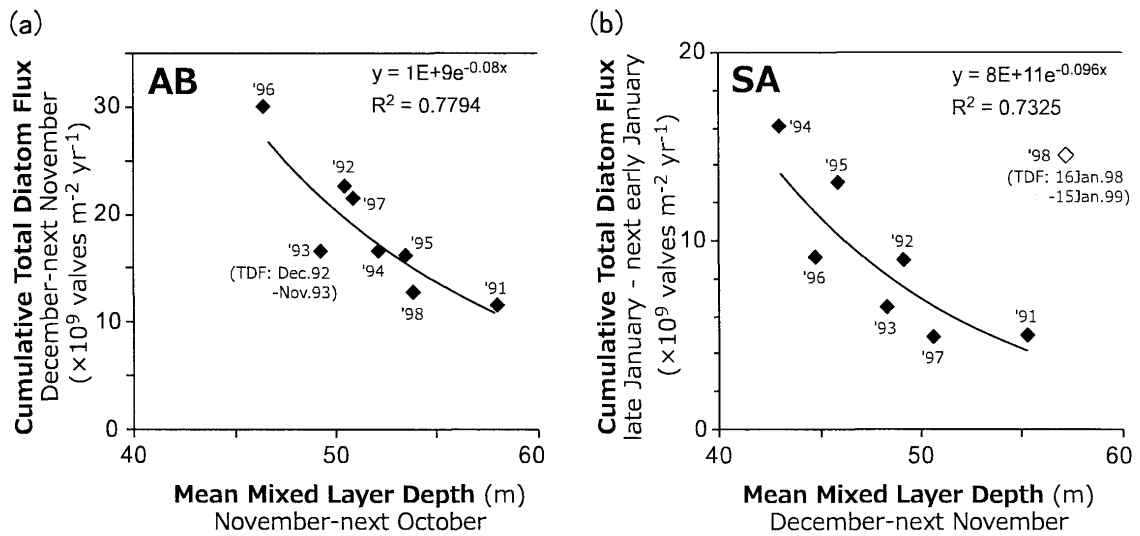 (a)
AB
y = 1E+9e-0.08x
R2 = 0.7794
'96
'92
'97
'93
(TDF: Dec.92
-Nov.93)
'94
'95
'98
'91
30
20
10
0
40
50
60
Cumulative Total Diatom Flux
December-next November
(×10⁹ valves m⁻² yr⁻¹)
Mean Mixed Layer Depth (m)
November-next October
(b)
SA
y = 8E+11e-0.096x
R2 = 0.7325
'94
'95
'98
(TDF: 16Jan.98
-15Jan.99)
'96
'92
'93
'97
'91
20
10
0
40
50
60
Cumulative Total Diatom Flux
late January - next early January
(×10⁹ valves m⁻² yr⁻¹)
Mean Mixed Layer Depth (m)
December-next November